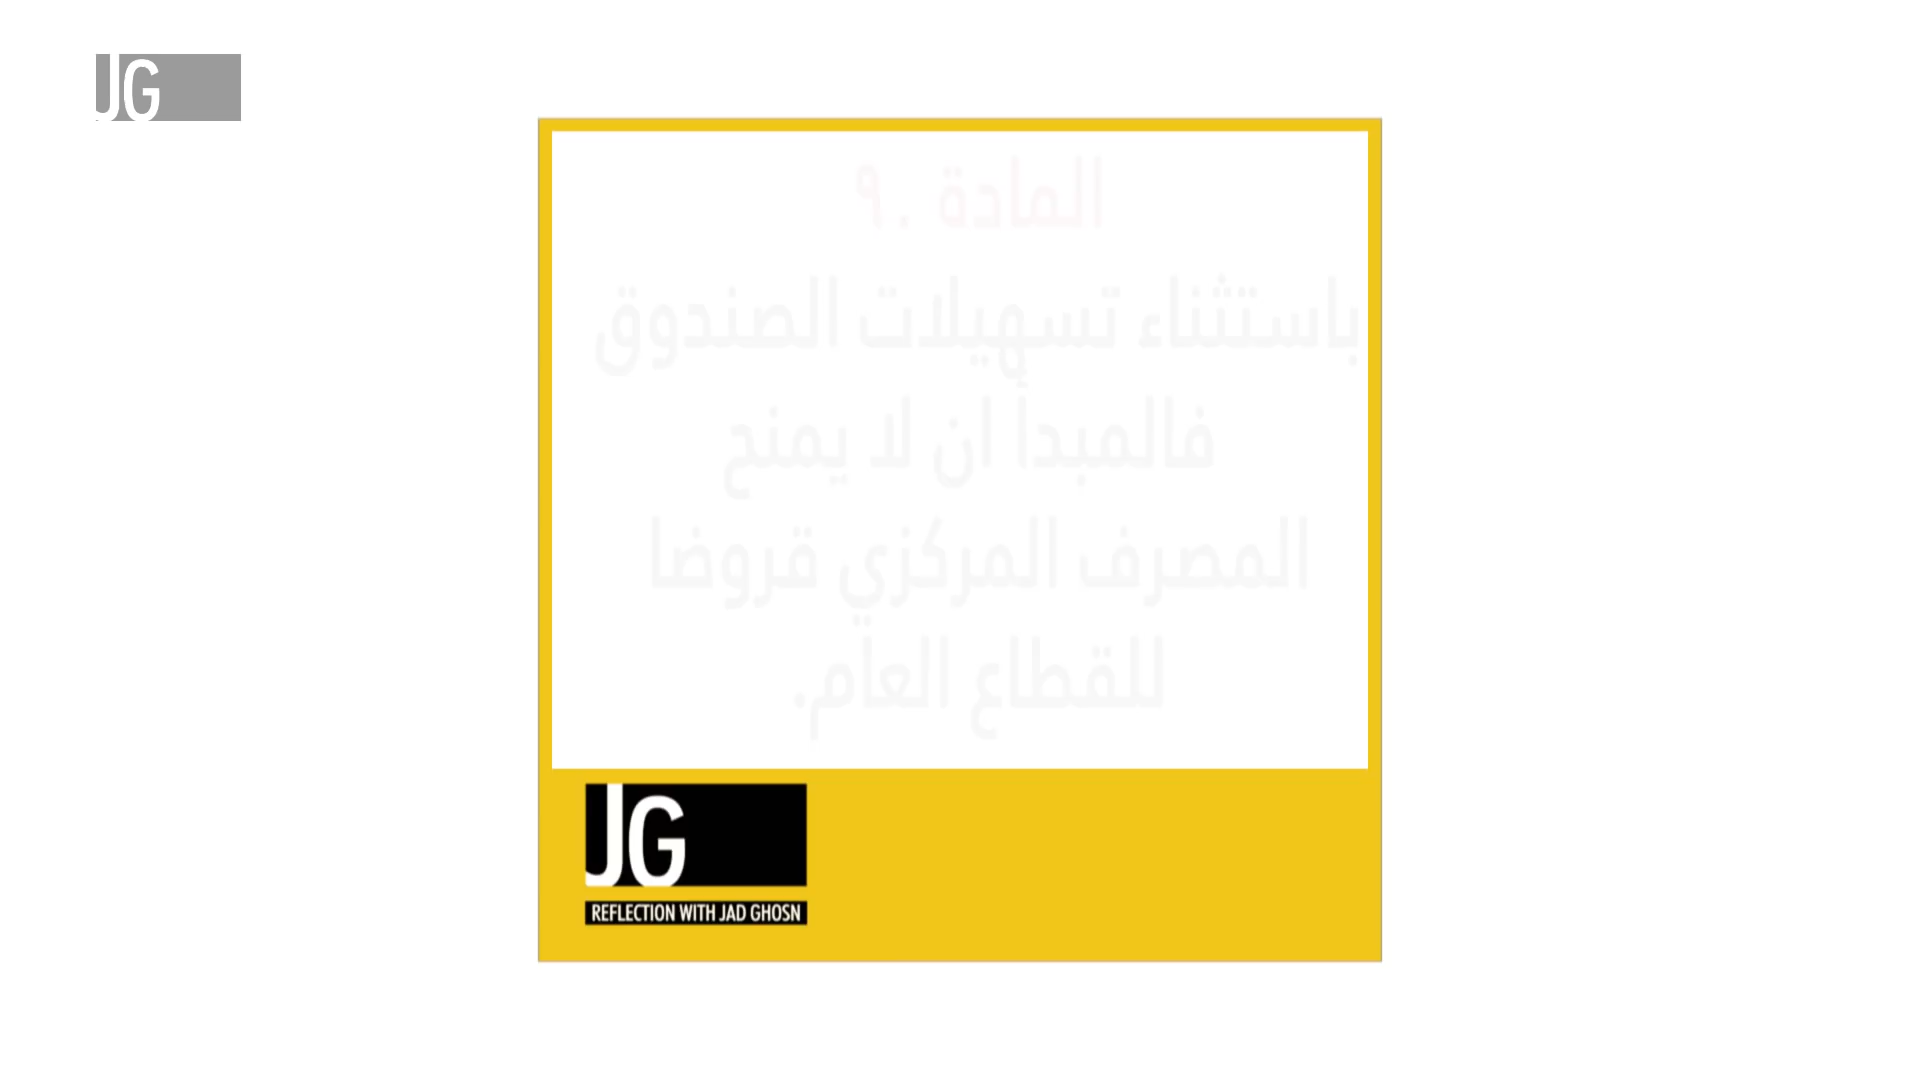 JG
المادة ٩٠
باستثناء تسهيلات الصندوق
فالمبدأ ان لا يمنح
المصرف المركزي قروضا
للقطاع العام.
JG
REFLECTION WITH JAD GHOSN